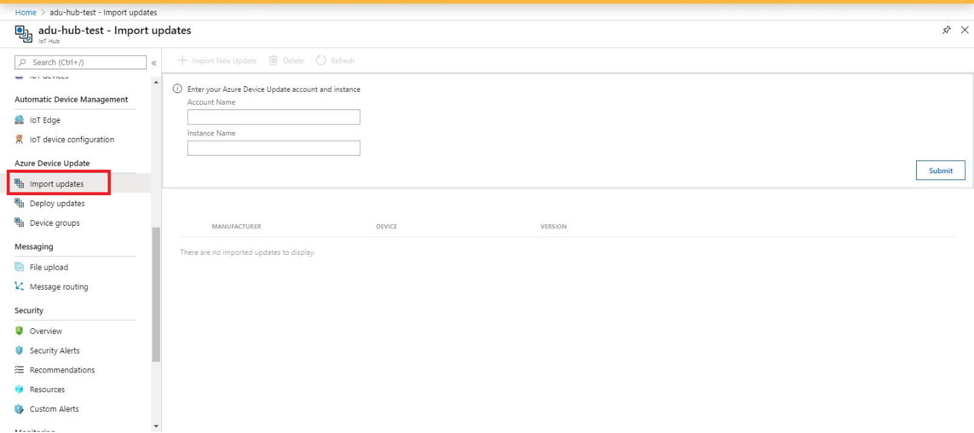 Home > adu-hub-test - Import updates
adu-hub-test - Import updates
IoT Hub
Search (Ctrl+/)
«
Import New Update Delete Refresh
IoT devices
Automatic Device Management
IoT Edge
IoT device configuration
Azure Device Update
Import updates
Deploy updates
Device groups
Messaging
File upload
Message routing
Security
Overview
Security Alerts
Recommendations
Resources
Custom Alerts
Monitoring
Enter your Azure Device Update account and instance
Account Name
Instance Name
Submit
MANUFACTURER DEVICE VERSION
There are no imported updates to display.